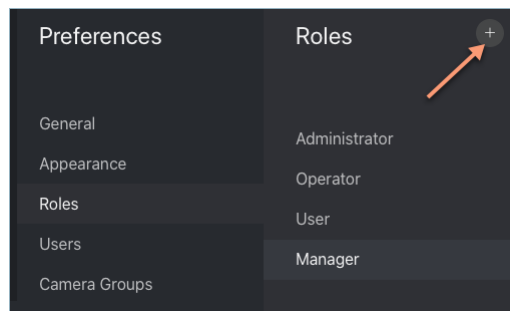 Preferences
General
Appearance
Roles
Users
Camera Groups
Roles
+
Administrator
Operator
User
Manager